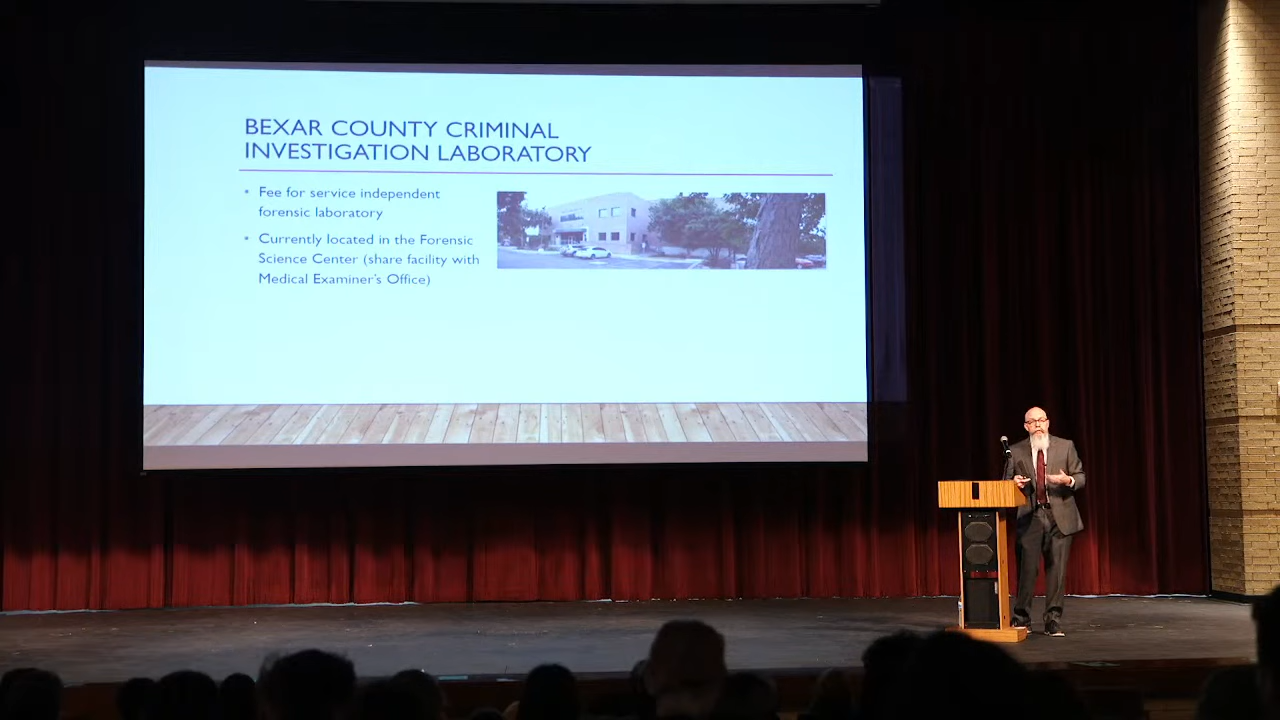 BEXAR COUNTY CRIMINAL
INVESTIGATION LABORATORY
▪ Fee for service independent
forensic laboratory
▪ Currently located in the Forensic
Science Center (share facility with
Medical Examiner's Office)